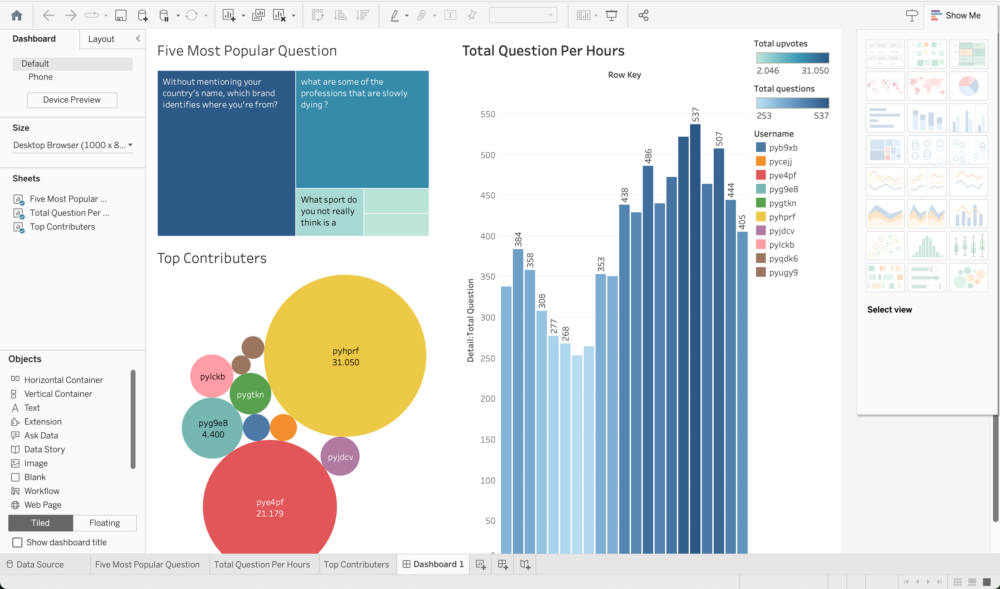 Show Me
Dashboard
Layout
Default
Phone
Device Preview
Size
Desktop Browser (1000 x 8...
Sheets
Five Most Popular ...
Total Question Per ...
Top Contributers
Objects
Horizontal Container
Vertical Container
Text
Extension
Ask Data
Data Story
Image
Blank
Workflow
Web Page
Tiled
Floating
Show dashboard title
Five Most Popular Question
Without mentioning your
country’s name, which brand
identifies where you’re from?
what are some of the
professions that are slowly
dying ?
What sport do
you not really
think is a
Top Contributers
pyhprf
31.050
pylckb
pygtkn
pyg9e8
4.400
pyjdcv
pye4pf
21.179
Total Question Per Hours
Row Key
Detail:Total Question
550
500
450
400
350
300
250
200
150
100
50
384
358
308
277
268
353
438
486
537
507
444
405
Total upvotes
2.046 31.050
Total questions
253 537
Username
pyb9xb
pycejj
pye4pf
pyg9e8
pygtkn
pyhprf
pyjdcv
pylckb
pyqdk6
pyugy9
Select view
Data Source
Five Most Popular Question
Total Question Per Hours
Top Contributers
Dashboard 1